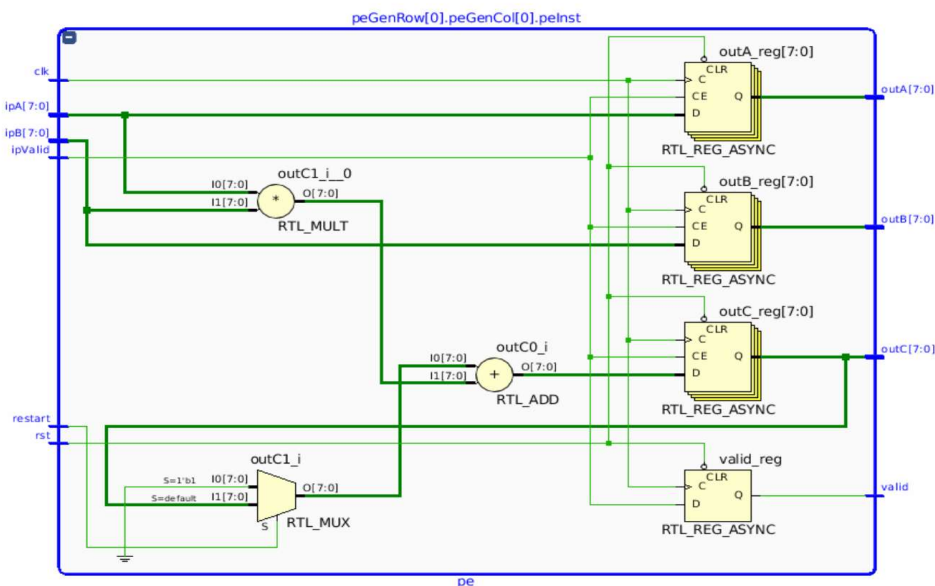 peGenRow[0].peGenCol[0].peInst
clk
ipA[7:0]
ipB[7:0]
ipValid
restart
rst
outC1_i__0
I0[7:0]
I1[7:0]
*
O[7:0]
RTL_MULT
outC0_i
I0[7:0]
I1[7:0]
+
O[7:0]
RTL_ADD
outC1_i
S=1'b1 I0[7:0]
S=default I1[7:0]
O[7:0]
S
RTL_MUX
outA_reg[7:0]
CLR
C
CE
Q
D
RTL_REG_ASYNC
outB_reg[7:0]
CLR
C
CE
Q
D
RTL_REG_ASYNC
outC_reg[7:0]
CLR
C
CE
Q
D
RTL_REG_ASYNC
valid_reg
CLR
C
Q
D
RTL_REG_ASYNC
outA[7:0]
outB[7:0]
outC[7:0]
valid
pe